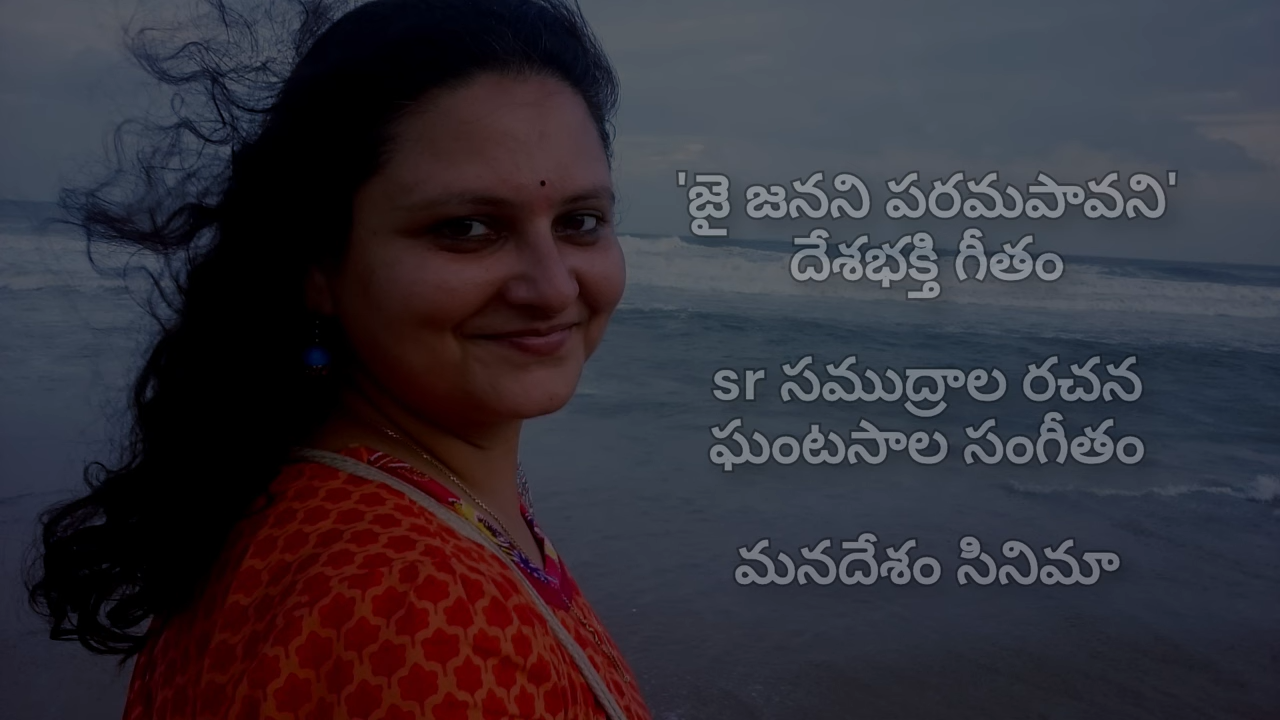 'జై జనని పరమపావని'
దేశభక్తి గీతం
sr సముద్రాల రచన
ఘంటసాల సంగీతం
మనదేశం సినిమా